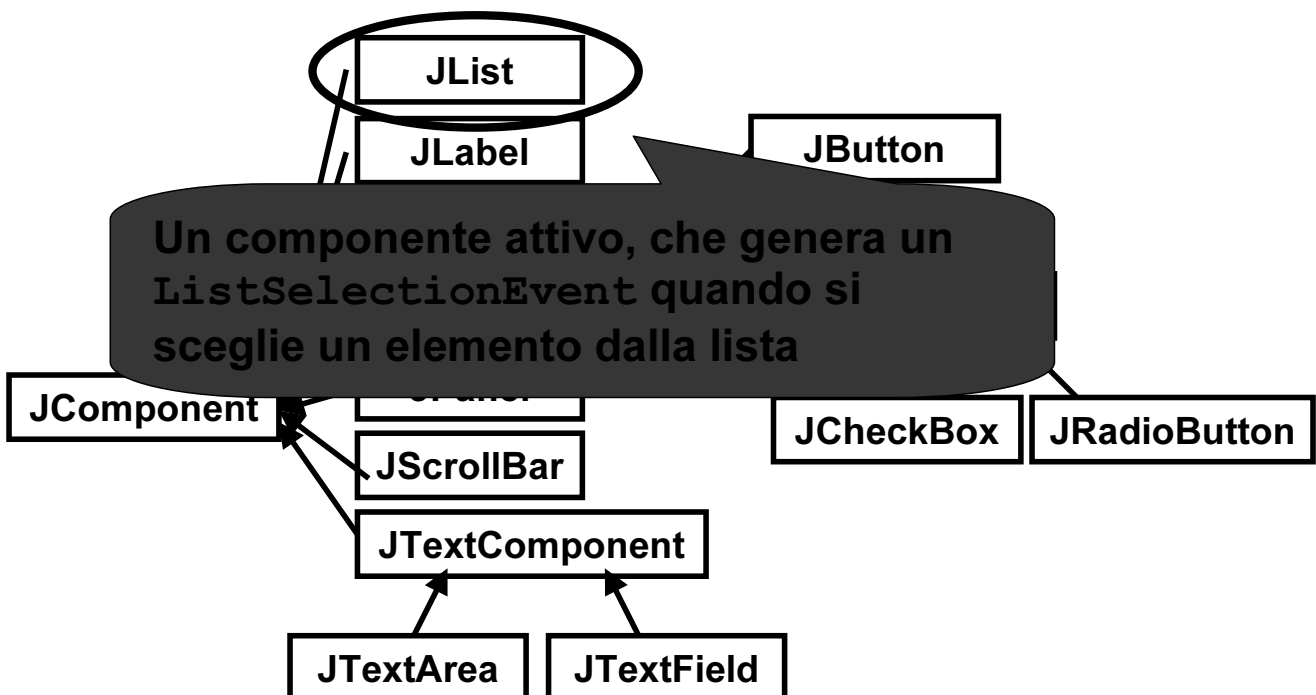 JList
JLabel
JButton
Un componente attivo, che genera un
ListSelectionEvent quando si
sceglie un elemento dalla lista
JComponent
JCheckBox
JRadioButton
JScrollBar
JTextComponent
JTextArea
JTextField